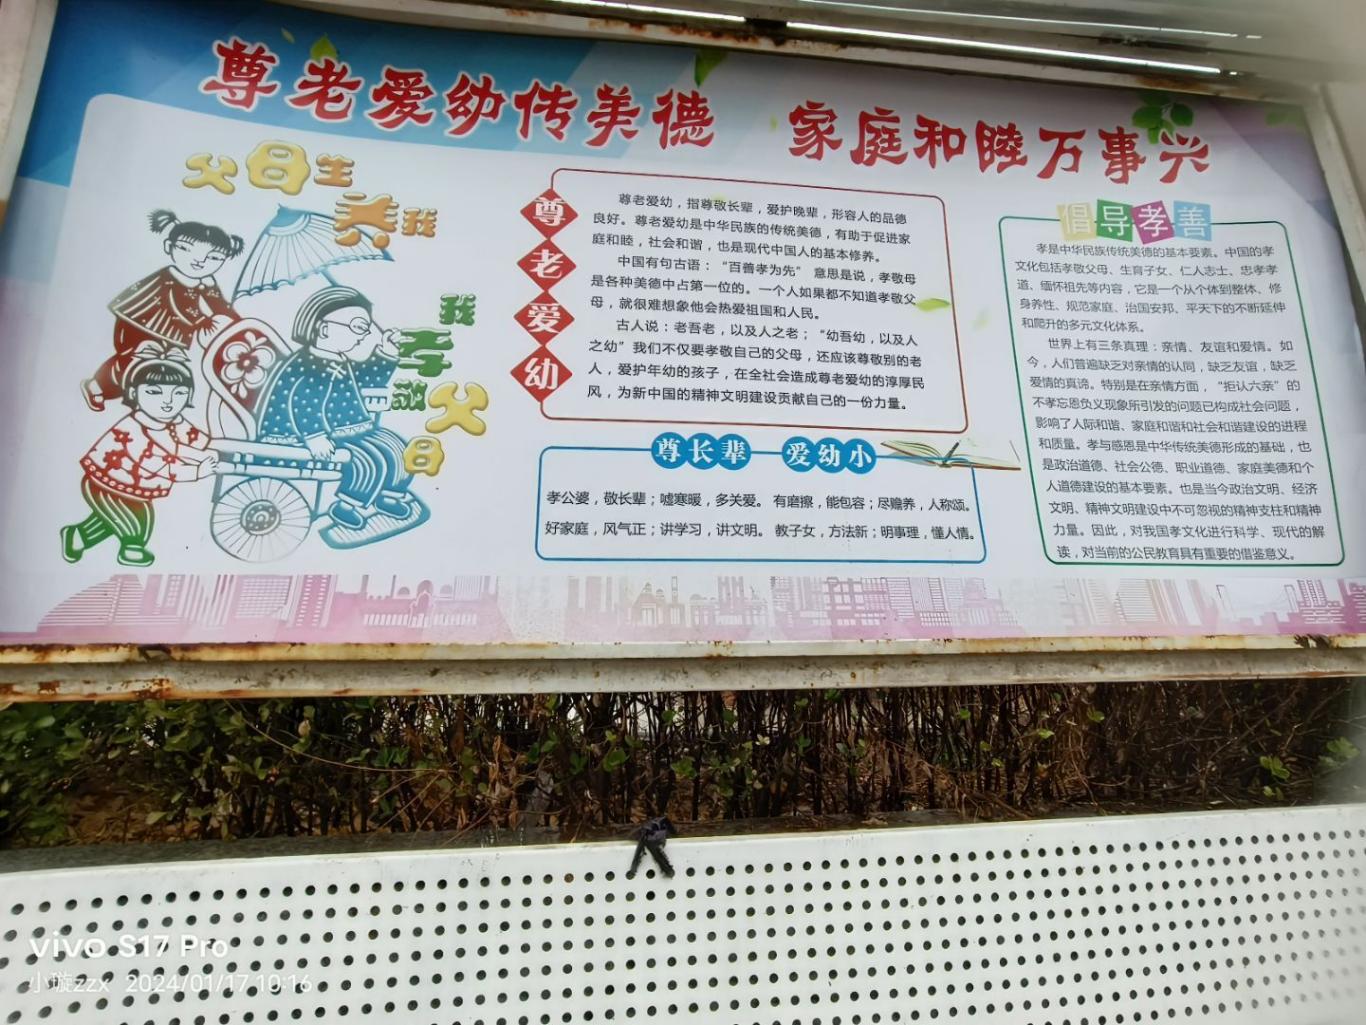 尊老爱幼传美德 家庭和睦万事兴
父母生
养我
我
孝
敬父
母
尊老爱幼
尊老爱幼，指尊敬长辈，爱护晚辈，形容人的品德
良好。尊老爱幼是中华民族的传统美德，有助于促进家
庭和睦，社会和谐，也是现代中国人的基本修养。
中国有句古语：“百善孝为先” 意思是说，孝敬母
是各种美德中占第一位的。一个人如果都不知道孝敬父
母，就很难想象他会热爱祖国和人民。
古人说：老吾老，以及人之老；“幼吾幼，以及人
之幼”我们不仅要孝敬自己的父母，还应该尊敬别的老
人，爱护年幼的孩子，在全社会造成尊老爱幼的淳厚民
风，为新中国的精神文明建设贡献自己的一份力量。
尊长辈 爱幼小
孝公婆，敬长辈；嘘寒暖，多关爱。 有磨擦，能包容；尽赡养，人称颂。
好家庭，风气正；讲学习，讲文明。 教子女，方法新；明事理，懂人情。
倡导孝善
孝是中华民族传统美德的基本要素。中国的孝
文化包括孝敬父母、生育子女、仁人志士、忠孝孝
道、缅怀祖先等内容，它是一个从个体到整体、修
身养性、规范家庭、治国安邦、平天下的不断延伸
和爬升的多元文化体系。
世界上有三条真理：亲情、友谊和爱情。如
今，人们普遍缺乏对亲情的认同，缺乏友谊，缺乏
爱情的真谛。特别是在亲情方面，“拒认六亲”的
不孝忘恩负义现象所引发的问题已构成社会问题，
影响了人际和谐、家庭和谐和社会和谐建设的进程
和质量。孝与感恩是中华传统美德形成的基础，也
是政治道德、社会公德、职业道德、家庭美德和个
人道德建设的基本要素。也是当今政治文明、经济
文明、精神文明建设中不可忽视的精神支柱和精神
力量。因此，对我国孝文化进行科学、现代的解
读，对当前的公民教育具有重要的借鉴意义。
vivo S17 Pro
小璇zzx 2024/01/17 10:16